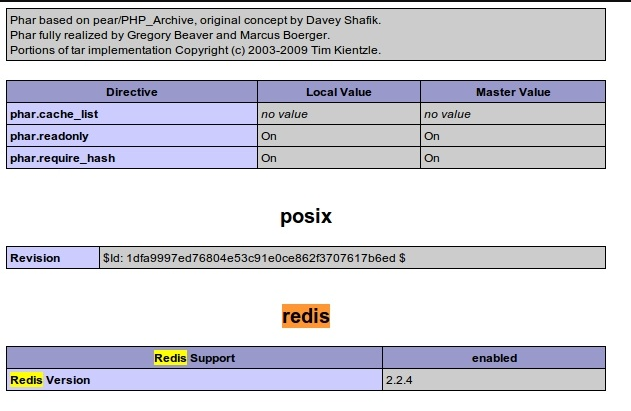 Phar based on pear/PHP_Archive, original concept by Davey Shafik.
Phar fully realized by Gregory Beaver and Marcus Boerger.
Portions of tar implementation Copyright (c) 2003-2009 Tim Kientzle.
Directive Local Value Master Value
phar.cache_list no value no value
phar.readonly On On
phar.require_hash On On
posix
Revision $Id: 1dfa9997ed76804e53c91e0ce862f3707617b6ed $
redis
Redis Support enabled
Redis Version 2.2.4